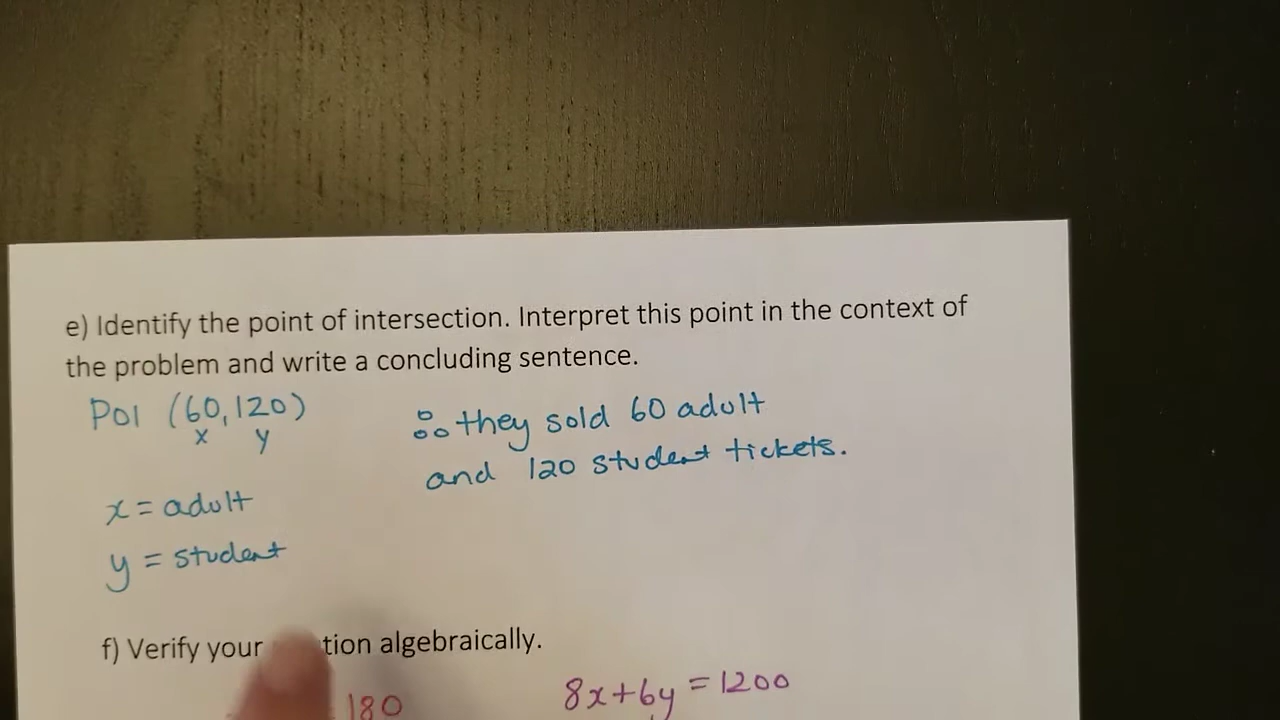 e) Identify the point of intersection. Interpret this point in the context of
the problem and write a concluding sentence.
POI (60,120)
x y
x = adult
y = student
∴ they sold 60 adult
and 120 student tickets.
f) Verify your algebraically.
180
8x+6y = 1200